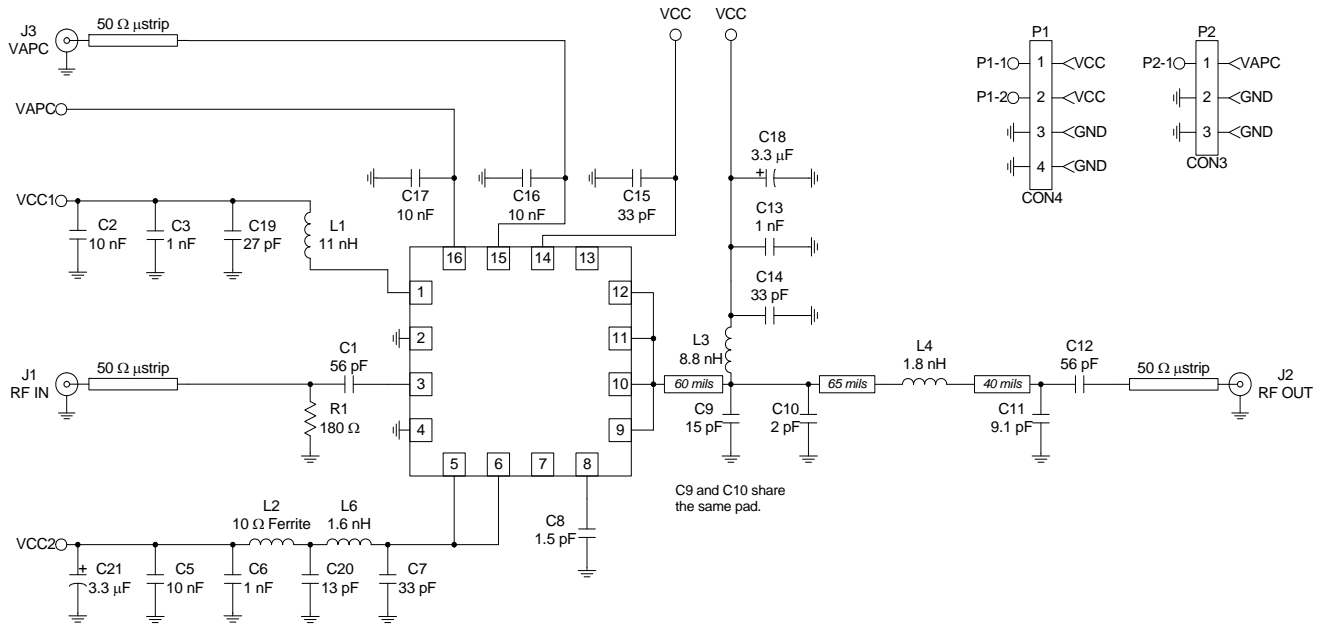 J3
VAPC
50 Ω μstrip
VCC
VCC
P1
P1-1
1
VCC
P1-2
2
VCC
3
GND
4
GND
CON4
P2
P2-1
1
VAPC
2
GND
3
GND
CON3
VAPC
C17
10 nF
C16
10 nF
C15
33 pF
C18
3.3 μF
+
C13
1 nF
C14
33 pF
VCC1
C2
10 nF
C3
1 nF
C19
27 pF
L1
11 nH
16
15
14
13
1
2
3
4
12
11
10
9
5
6
7
8
J1
RF IN
50 Ω μstrip
C1
56 pF
R1
180 Ω
L3
8.8 nH
60 mils
C9
15 pF
C10
2 pF
65 mils
L4
1.8 nH
40 mils
C11
9.1 pF
C12
56 pF
50 Ω μstrip
J2
RF OUT
C9 and C10 share
the same pad.
C8
1.5 pF
VCC2
+
C21
3.3 μF
C5
10 nF
C6
1 nF
L2
10 Ω Ferrite
L6
1.6 nH
C20
13 pF
C7
33 pF